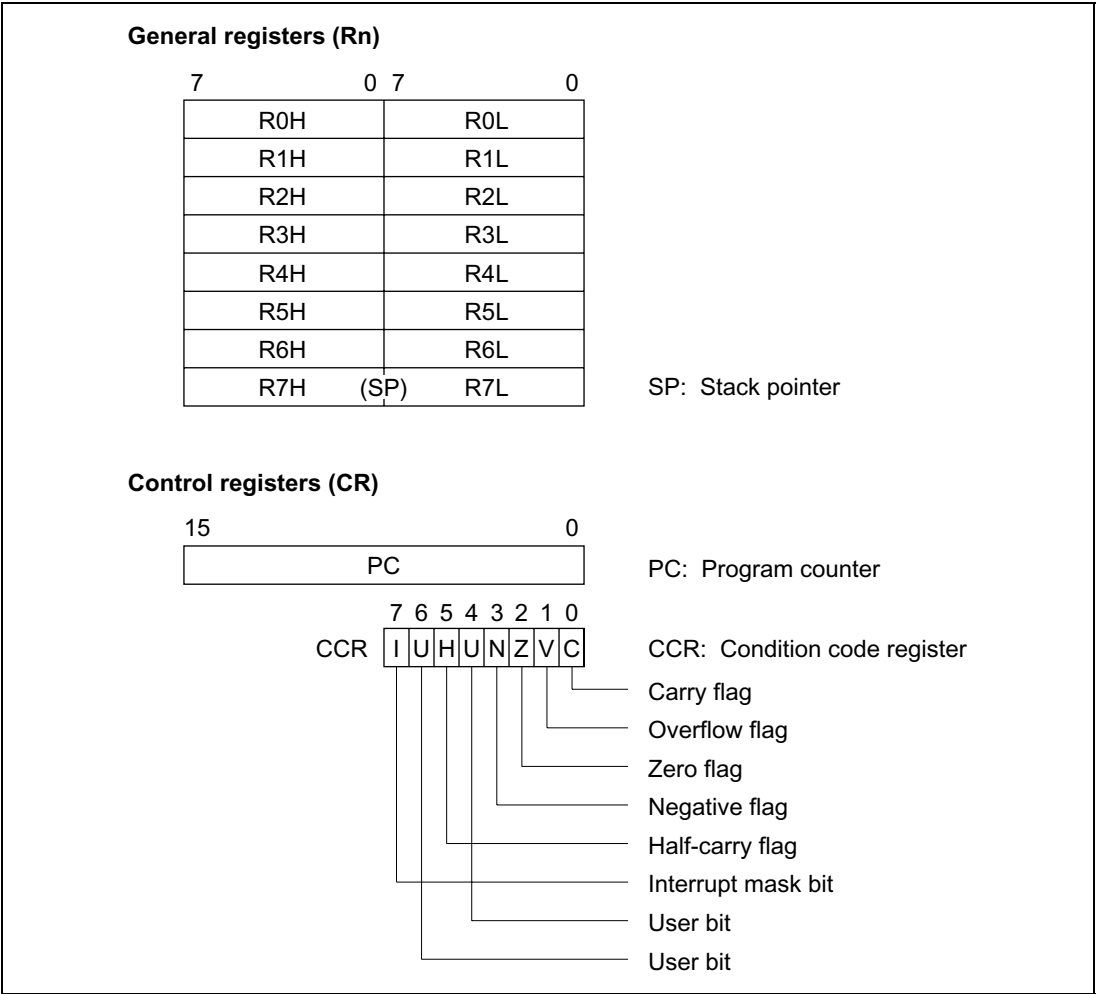 General registers (Rn)
7 0 7 0
R0H R0L
R1H R1L
R2H R2L
R3H R3L
R4H R4L
R5H R5L
R6H R6L
R7H (SP) R7L SP: Stack pointer
Control registers (CR)
15 0
PC PC: Program counter
7 6 5 4 3 2 1 0
CCR I U H U N Z V C CCR: Condition code register
Carry flag
Overflow flag
Zero flag
Negative flag
Half-carry flag
Interrupt mask bit
User bit
User bit